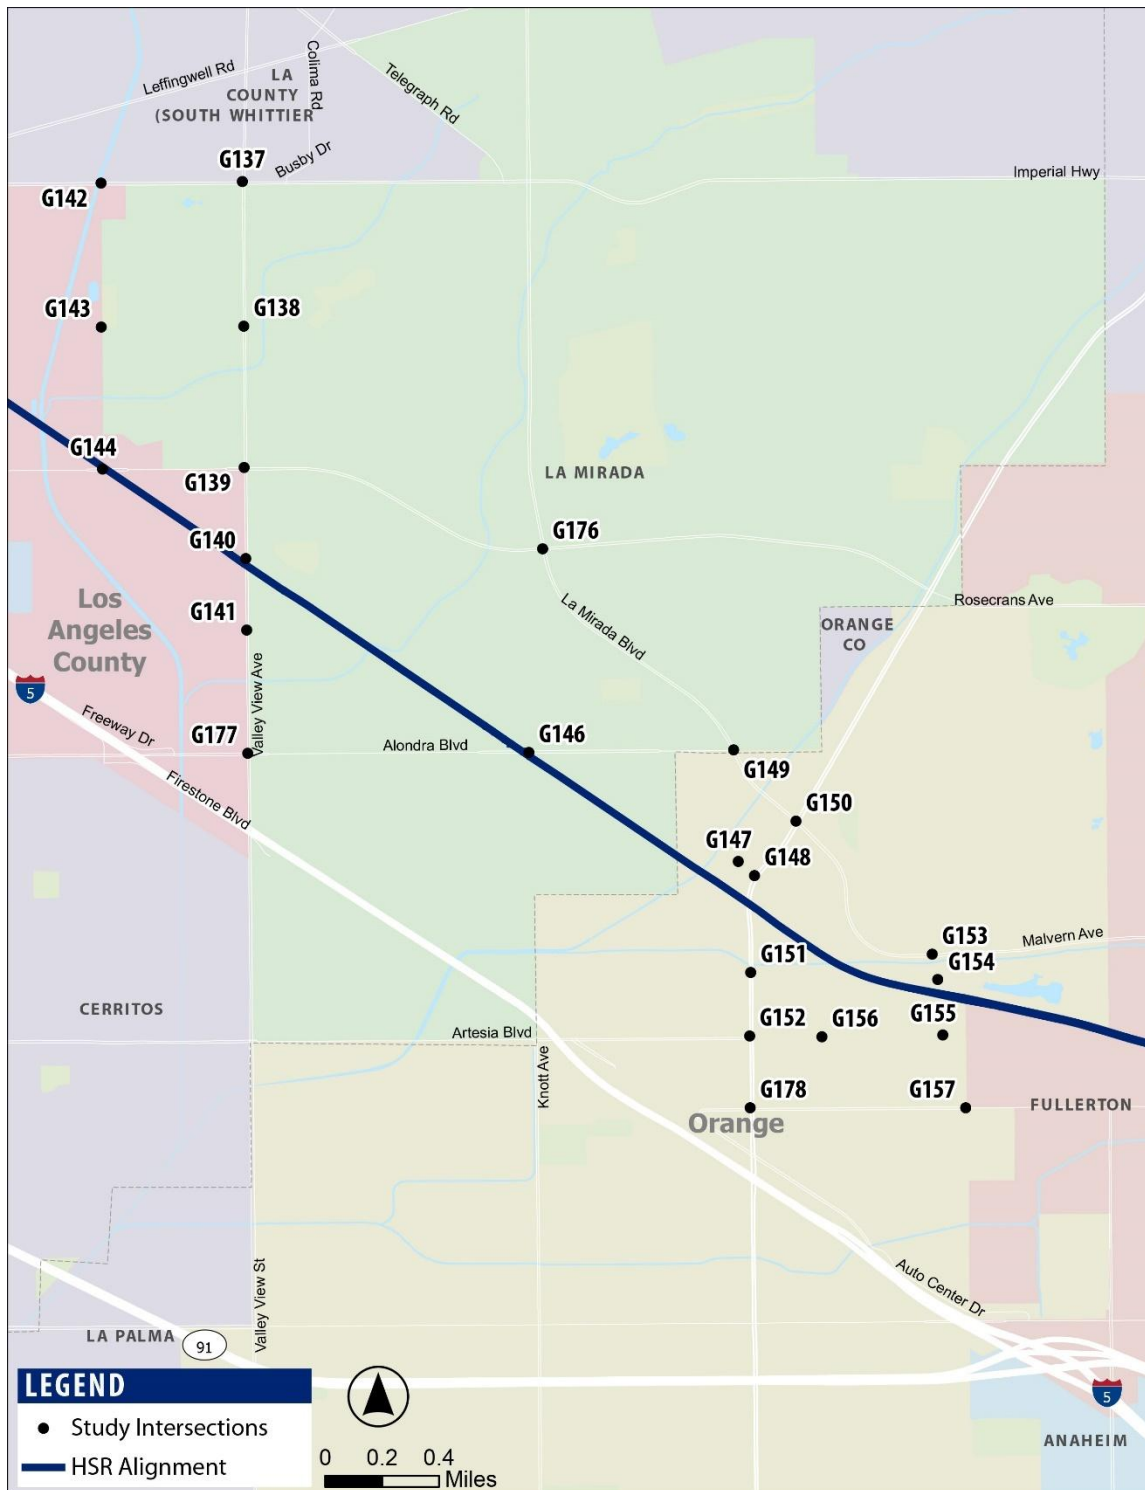 Leffingwell Rd
LA
COUNTY
(SOUTH WHITTIER
Colima Rd
Telegraph Rd
Busby Dr
G137
Imperial Hwy
G142
G143
G138
G144
G139
LA MIRADA
G176
G140
Los
Angeles
County
G141
La Mirada Blvd
Rosecrans Ave
ORANGE
CO
5
Freeway Dr
G177
Valley View Ave
Alondra Blvd
G146
G149
Firestone Blvd
G150
G147
G148
G153
Malvern Ave
G151
G154
CERRITOS
Artesia Blvd
G152
G156
G155
Knott Ave
G178
G157
FULLERTON
Orange
Valley View St
Auto Center Dr
LA PALMA
91
5
ANAHEIM
LEGEND
Study Intersections
HSR Alignment
0 0.2 0.4
Miles